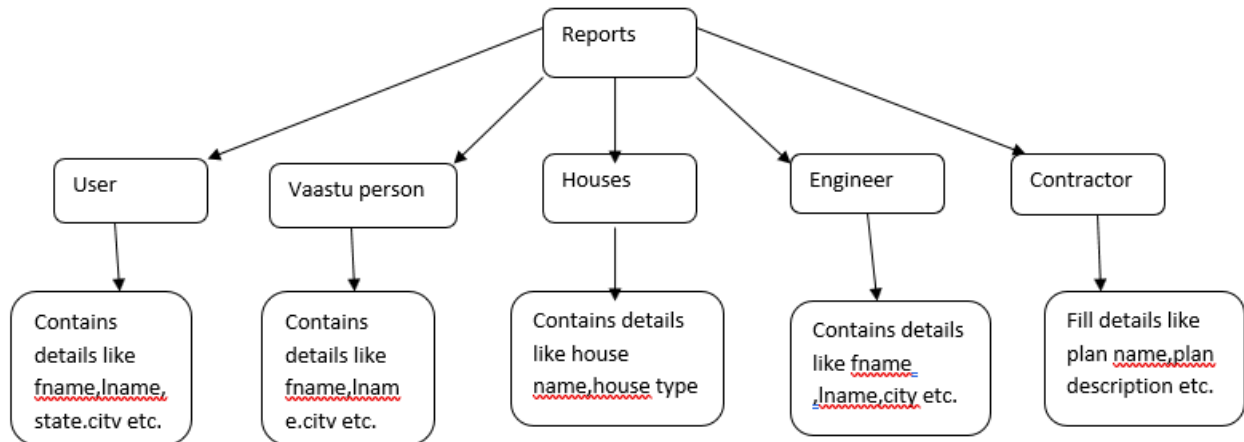 Reports
User
Vaastu person
Houses
Engineer
Contractor
Contains
details like
fname,lname,
state.city etc.
Contains
details like
fname,lnam
e.city etc.
Contains details
like house
name,house type
Contains details
like fname
,lname,city etc.
Fill details like
plan name,plan
description etc.